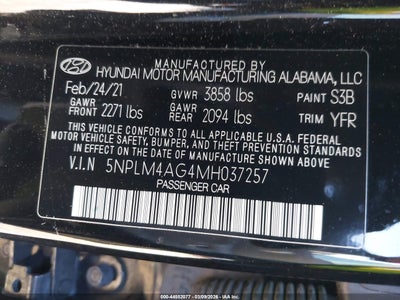 MANUFACTURED BY
HYUNDAI MOTOR MANUFACTURING ALABAMA, LLC
Feb/24/21 GVWR 3858 lbs PAINT S3B
GAWR FRONT 2271 lbs GAWR REAR 2094 lbs TRIM YFR
THIS VEHICLE CONFORMS TO ALL APPLICABLE U.S.A. FEDERAL
MOTOR VEHICLE SAFETY, BUMPER, AND THEFT PREVENTION STANDARDS
IN EFFECT ON THE DATE OF MANUFACTURE SHOWN ABOVE.
V.I.N 5NPLM4AG4MH037257
PASSENGER CAR
000-44502077 --- 01/09/2026 --- IAA Inc.